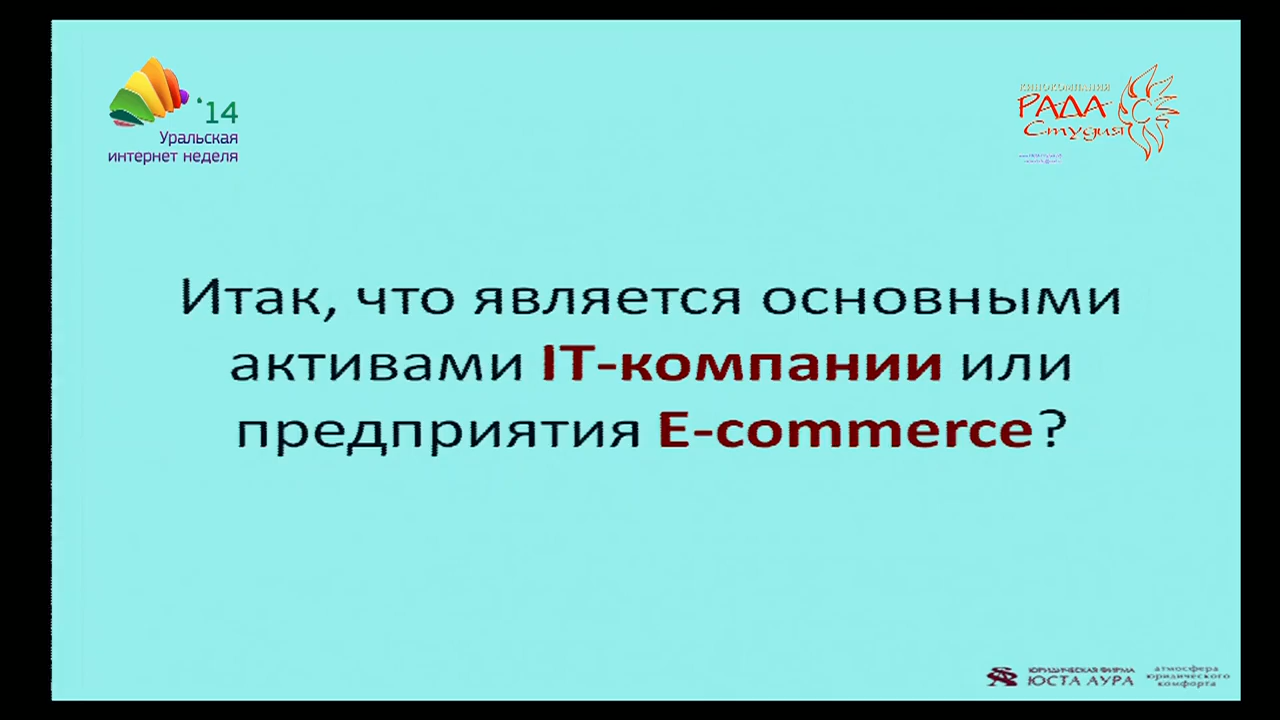 '14
Уральская
интернет неделя
КИНОКОМПАНИЯ
РАДА
Студия
Итак, что является основными
активами IT-компании или
предприятия E-commerce?
ЮРИДИЧЕСКАЯ ФИРМА
ЮСТА АУРА
атмосфера
юридического
комфорта